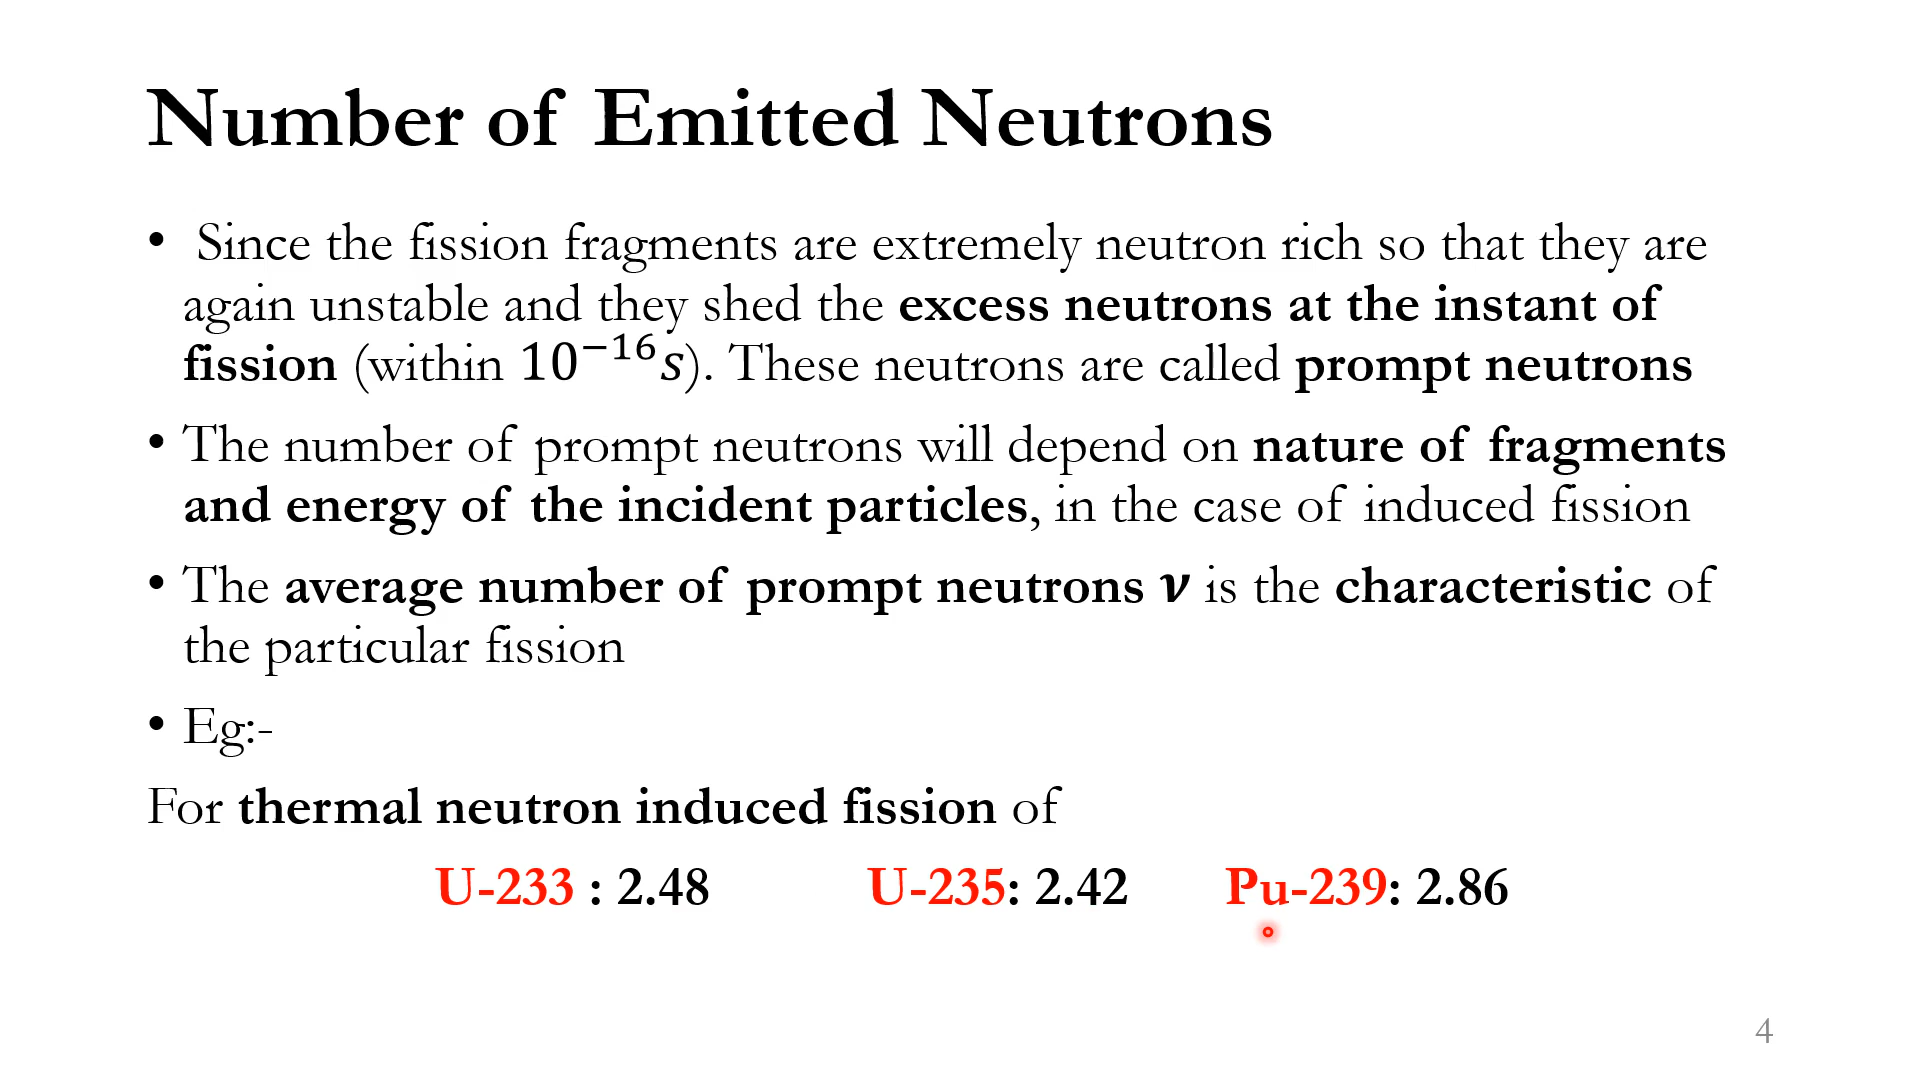 Number of Emitted Neutrons
• Since the fission fragments are extremely neutron rich so that they are
again unstable and they shed the excess neutrons at the instant of
fission (within 10⁻¹⁶s). These neutrons are called prompt neutrons
• The number of prompt neutrons will depend on nature of fragments
and energy of the incident particles, in the case of induced fission
• The average number of prompt neutrons ν is the characteristic of
the particular fission
• Eg:-
For thermal neutron induced fission of
U-233 : 2.48 U-235: 2.42 Pu-239: 2.86
4